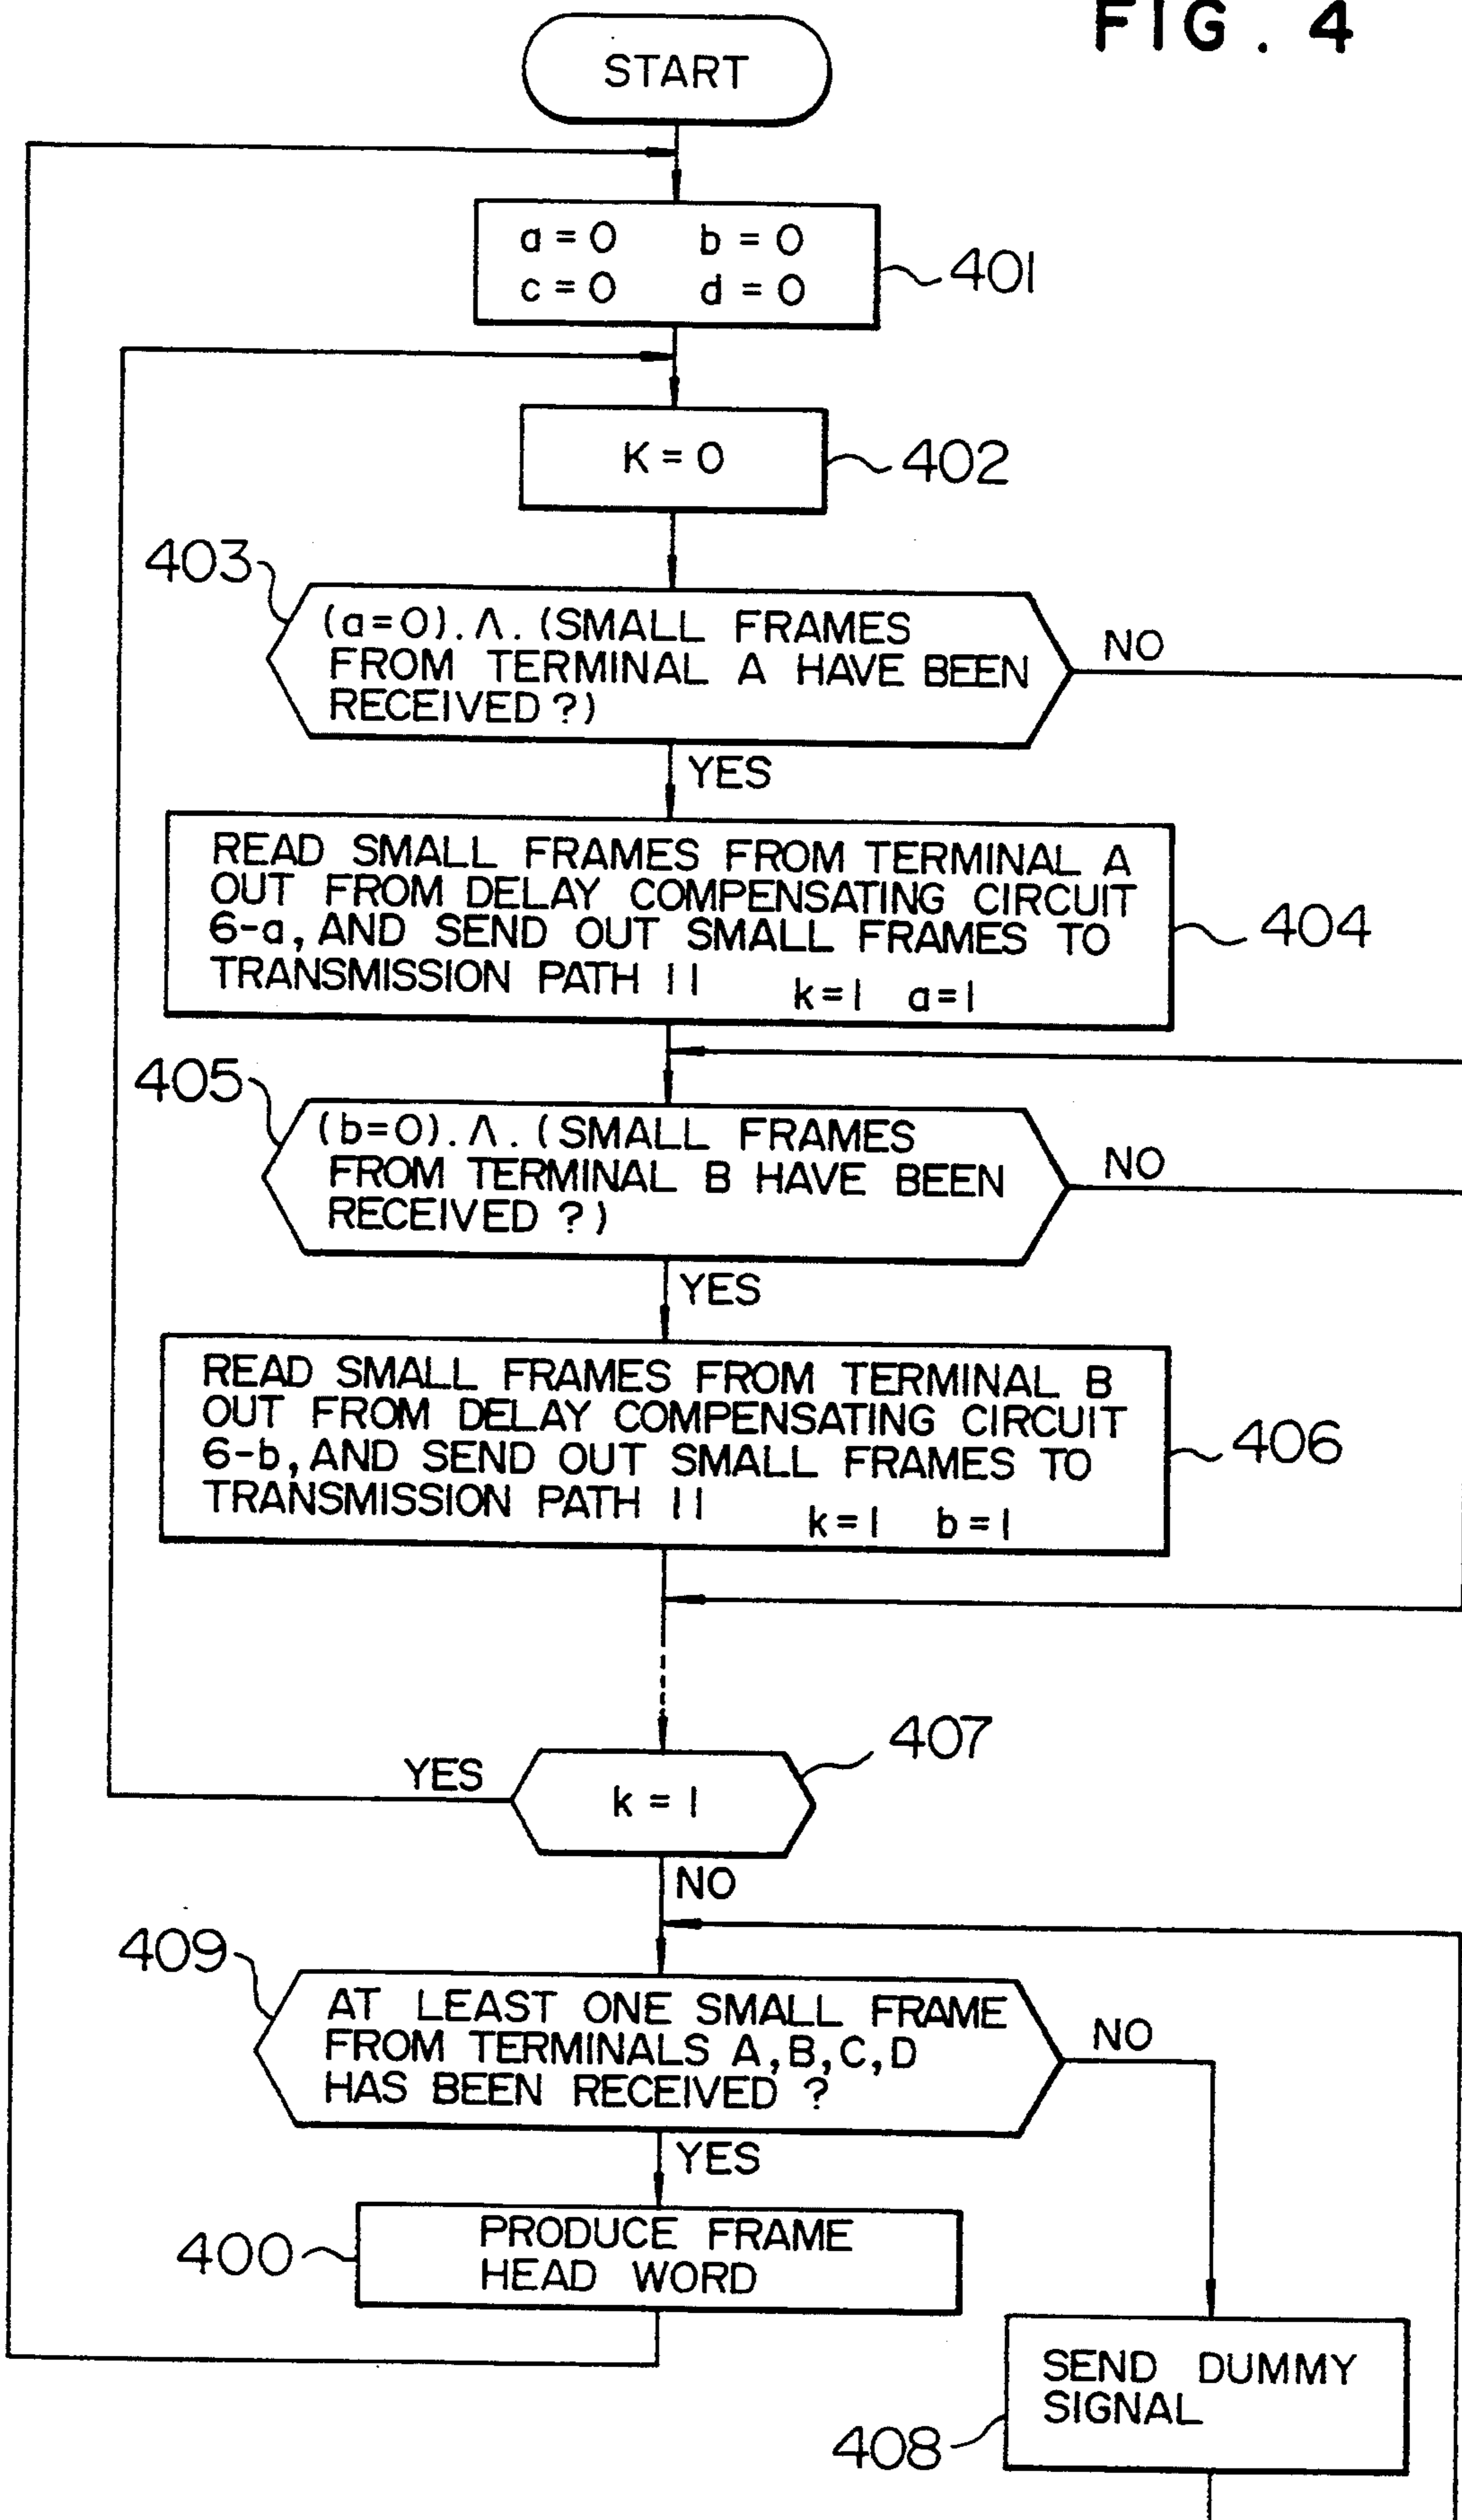 FIG. 4
START
a = 0 b = 0
c = 0 d = 0
401
K = 0
402
403
(a=0).Λ.(SMALL FRAMES
FROM TERMINAL A HAVE BEEN
RECEIVED ?)
NO
YES
READ SMALL FRAMES FROM TERMINAL A
OUT FROM DELAY COMPENSATING CIRCUIT
6-a, AND SEND OUT SMALL FRAMES TO
TRANSMISSION PATH 11 k=1 a=1
404
405
(b=0).Λ.(SMALL FRAMES
FROM TERMINAL B HAVE BEEN
RECEIVED ?)
NO
YES
READ SMALL FRAMES FROM TERMINAL B
OUT FROM DELAY COMPENSATING CIRCUIT
6-b, AND SEND OUT SMALL FRAMES TO
TRANSMISSION PATH 11 k=1 b=1
406
407
YES
k = 1
NO
409
AT LEAST ONE SMALL FRAME
FROM TERMINALS A, B, C, D
HAS BEEN RECEIVED ?
NO
YES
400
PRODUCE FRAME
HEAD WORD
SEND DUMMY
SIGNAL
408